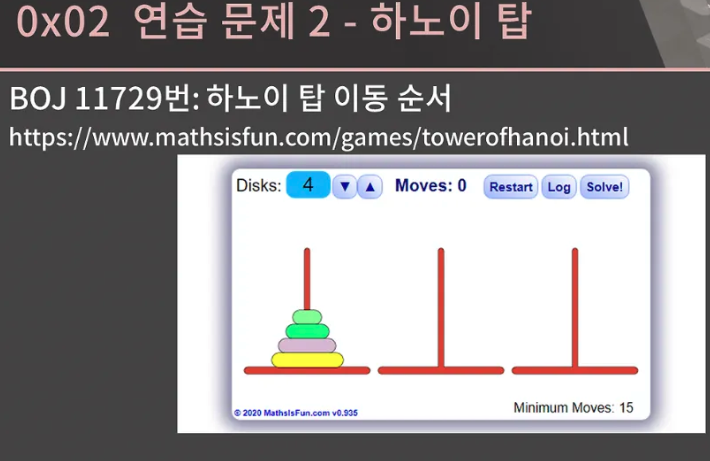 0x02 연습 문제 2 - 하노이 탑
BOJ 11729번: 하노이 탑 이동 순서
https://www.mathsisfun.com/games/towerofhanoi.html
Disks: 4 ▼ ▲ Moves: 0 Restart Log Solve!
© 2020 MathsIsFun.com v0.935
Minimum Moves: 15